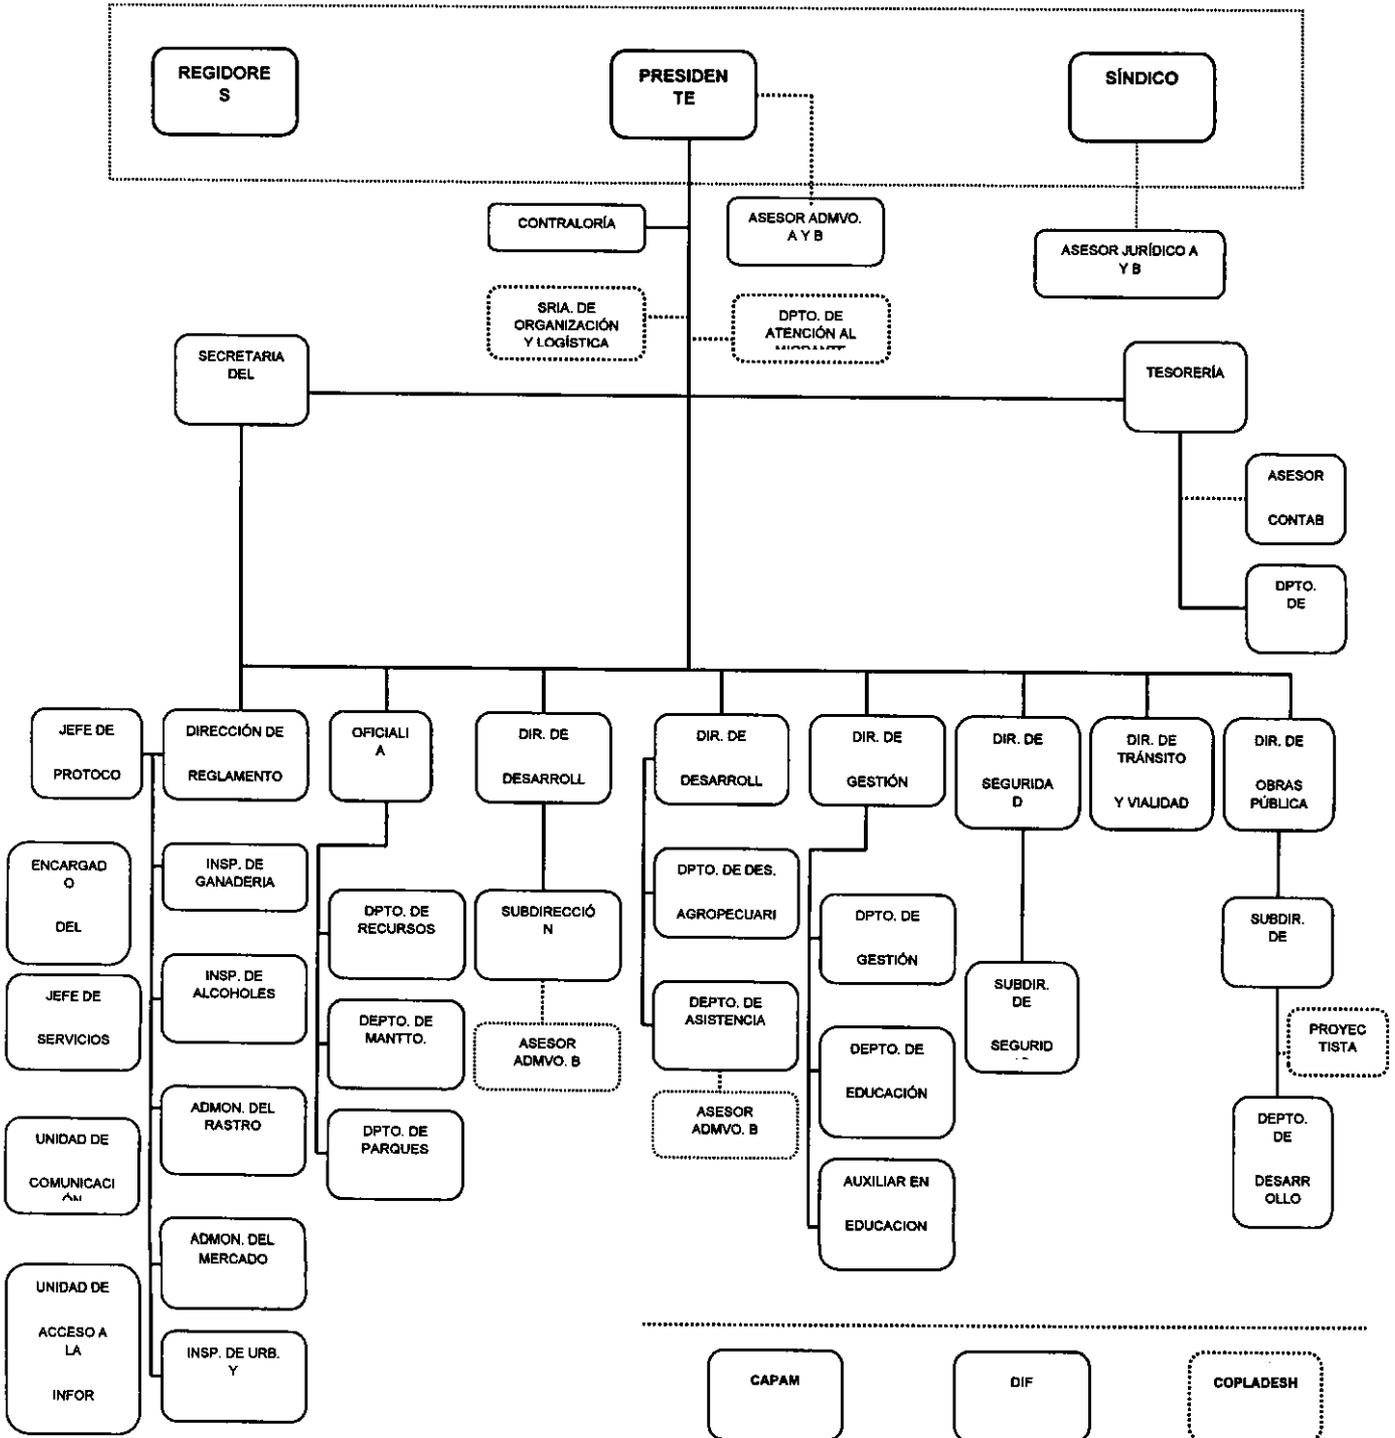 REGIDORE
S
PRESIDEN
TE
SÍNDICO
CONTRALORÍA
ASESOR ADMVO.
A Y B
ASESOR JURÍDICO A
Y B
SRIA. DE
ORGANIZACIÓN
Y LOGÍSTICA
DPTO. DE
ATENCIÓN AL
MIGRANTE
SECRETARIA
DEL
TESORERÍA
ASESOR
CONTAB
DPTO.
DE
JEFE DE
PROTOCO
DIRECCIÓN DE
REGLAMENTO
OFICIALI
A
DIR. DE
DESARROLL
DIR. DE
DESARROLL
DIR. DE
GESTIÓN
DIR. DE
SEGURIDA
D
DIR. DE
TRÁNSITO
Y VIALIDAD
DIR. DE
OBRAS
PÚBLICA
ENCARGAD
O
DEL
INSP. DE
GANADERIA
DPTO. DE
RECURSOS
SUBDIRECCIÓ
N
DPTO. DE DES.
AGROPECUARI
DPTO. DE
GESTIÓN
SUBDIR.
DE
SEGURID
SUBDIR.
DE
JEFE DE
SERVICIOS
INSP. DE
ALCOHOLES
DEPTO. DE
MANTTO.
ASESOR
ADMVO. B
DEPTO. DE
ASISTENCIA
DEPTO. DE
EDUCACIÓN
PROYEC
TISTA
UNIDAD DE
COMUNICACI
ÓN
ADMON. DEL
RASTRO
DPTO. DE
PARQUES
ASESOR
ADMVO. B
AUXILIAR EN
EDUCACION
DEPTO.
DE
DESARR
OLLO
UNIDAD DE
ACCESO A
LA
INFOR
ADMON. DEL
MERCADO
INSP. DE URB.
Y
CAPAM
DIF
COPLADESH